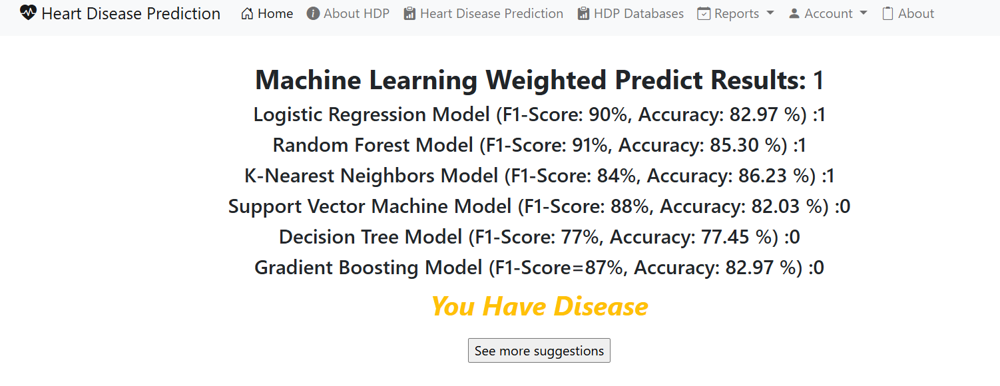 Heart Disease Prediction Home About HDP Heart Disease Prediction HDP Databases Reports Account About
Machine Learning Weighted Predict Results: 1
Logistic Regression Model (F1-Score: 90%, Accuracy: 82.97 %) :1
Random Forest Model (F1-Score: 91%, Accuracy: 85.30 %) :1
K-Nearest Neighbors Model (F1-Score: 84%, Accuracy: 86.23 %) :1
Support Vector Machine Model (F1-Score: 88%, Accuracy: 82.03 %) :0
Decision Tree Model (F1-Score: 77%, Accuracy: 77.45 %) :0
Gradient Boosting Model (F1-Score=87%, Accuracy: 82.97 %) :0
You Have Disease
See more suggestions